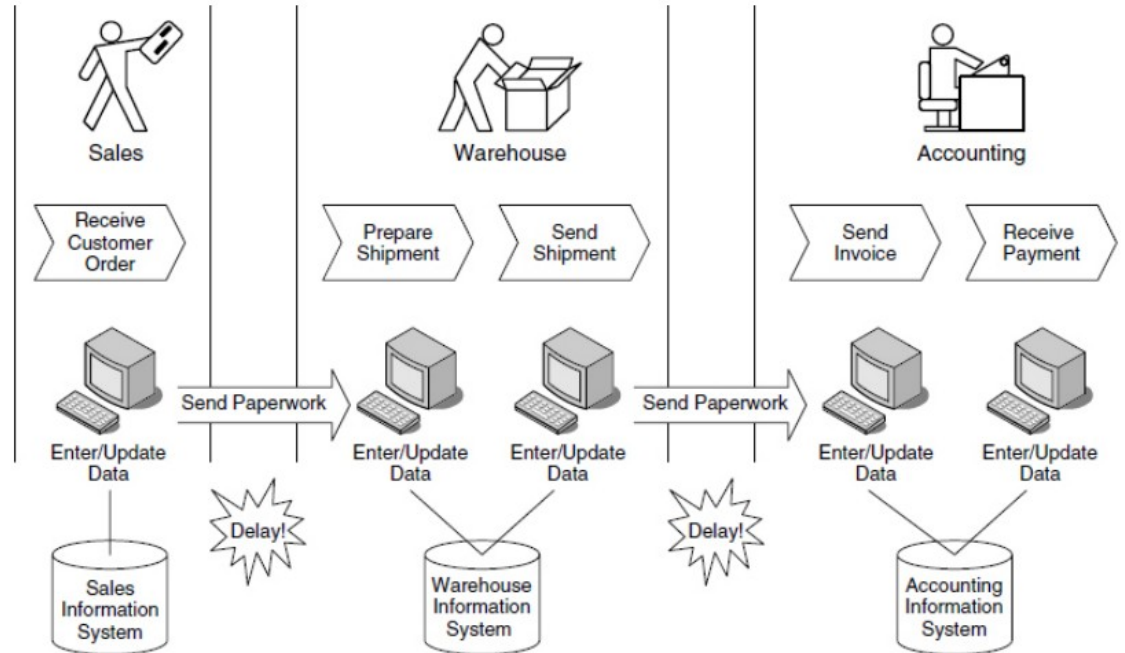 Sales
Warehouse
Accounting
Receive
Customer
Order
Prepare
Shipment
Send
Shipment
Send
Invoice
Receive
Payment
Send Paperwork
Send Paperwork
Enter/Update
Data
Enter/Update
Data
Enter/Update
Data
Enter/Update
Data
Enter/Update
Data
Delay!
Delay!
Sales
Information
System
Warehouse
Information
System
Accounting
Information
System